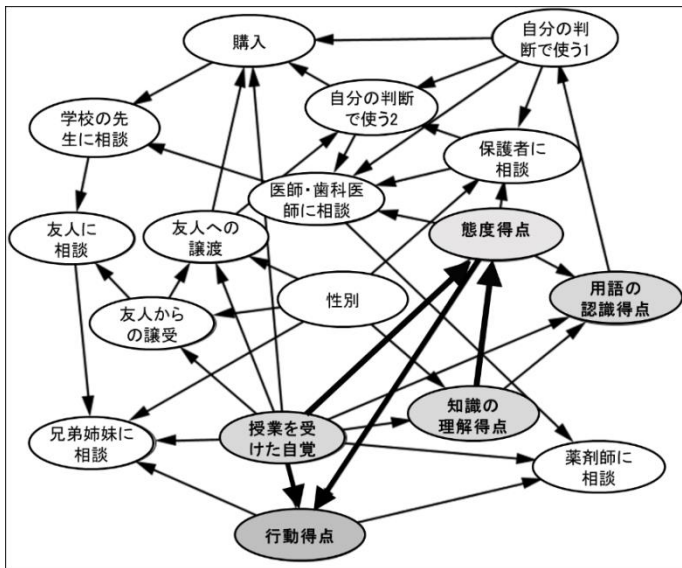 購入
自分の判
断で使う1
学校の先
生に相談
自分の判断
で使う2
保護者に
相談
医師・歯科医
師に相談
友人に
相談
友人への
譲渡
態度得点
性別
用語の
認識得点
友人から
の譲受
兄弟姉妹に
相談
授業を受
けた自覚
知識の
理解得点
薬剤師に
相談
行動得点